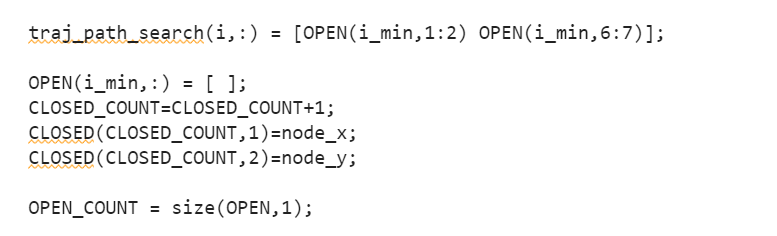 traj_path_search(i,:) = [OPEN(i_min,1:2) OPEN(i_min,6:7)];
OPEN(i_min,:) = [ ];
CLOSED_COUNT=CLOSED_COUNT+1;
CLOSED(CLOSED_COUNT,1)=node_x;
CLOSED(CLOSED_COUNT,2)=node_y;
OPEN_COUNT = size(OPEN,1);